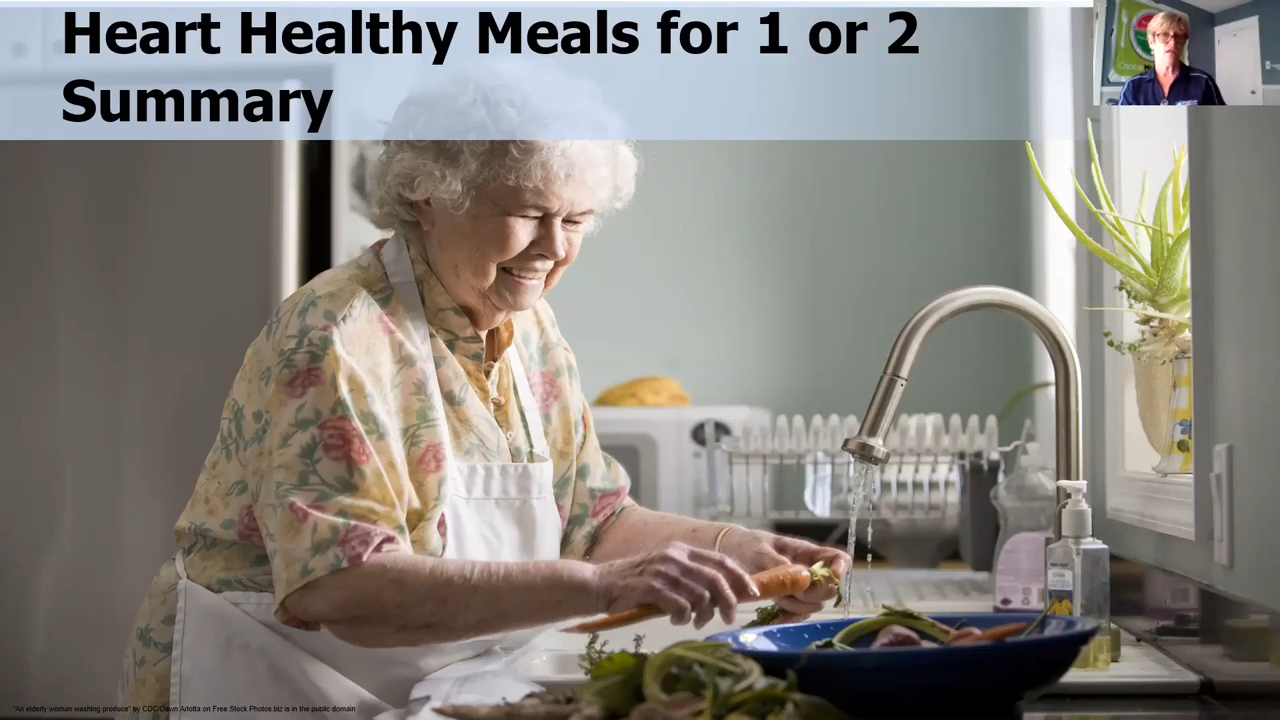 Heart Healthy Meals for 1 or 2
Summary
"An elderly woman washing produce" by CDC/Dawn Arlotta on Free Stock Photos.biz is in the public domain